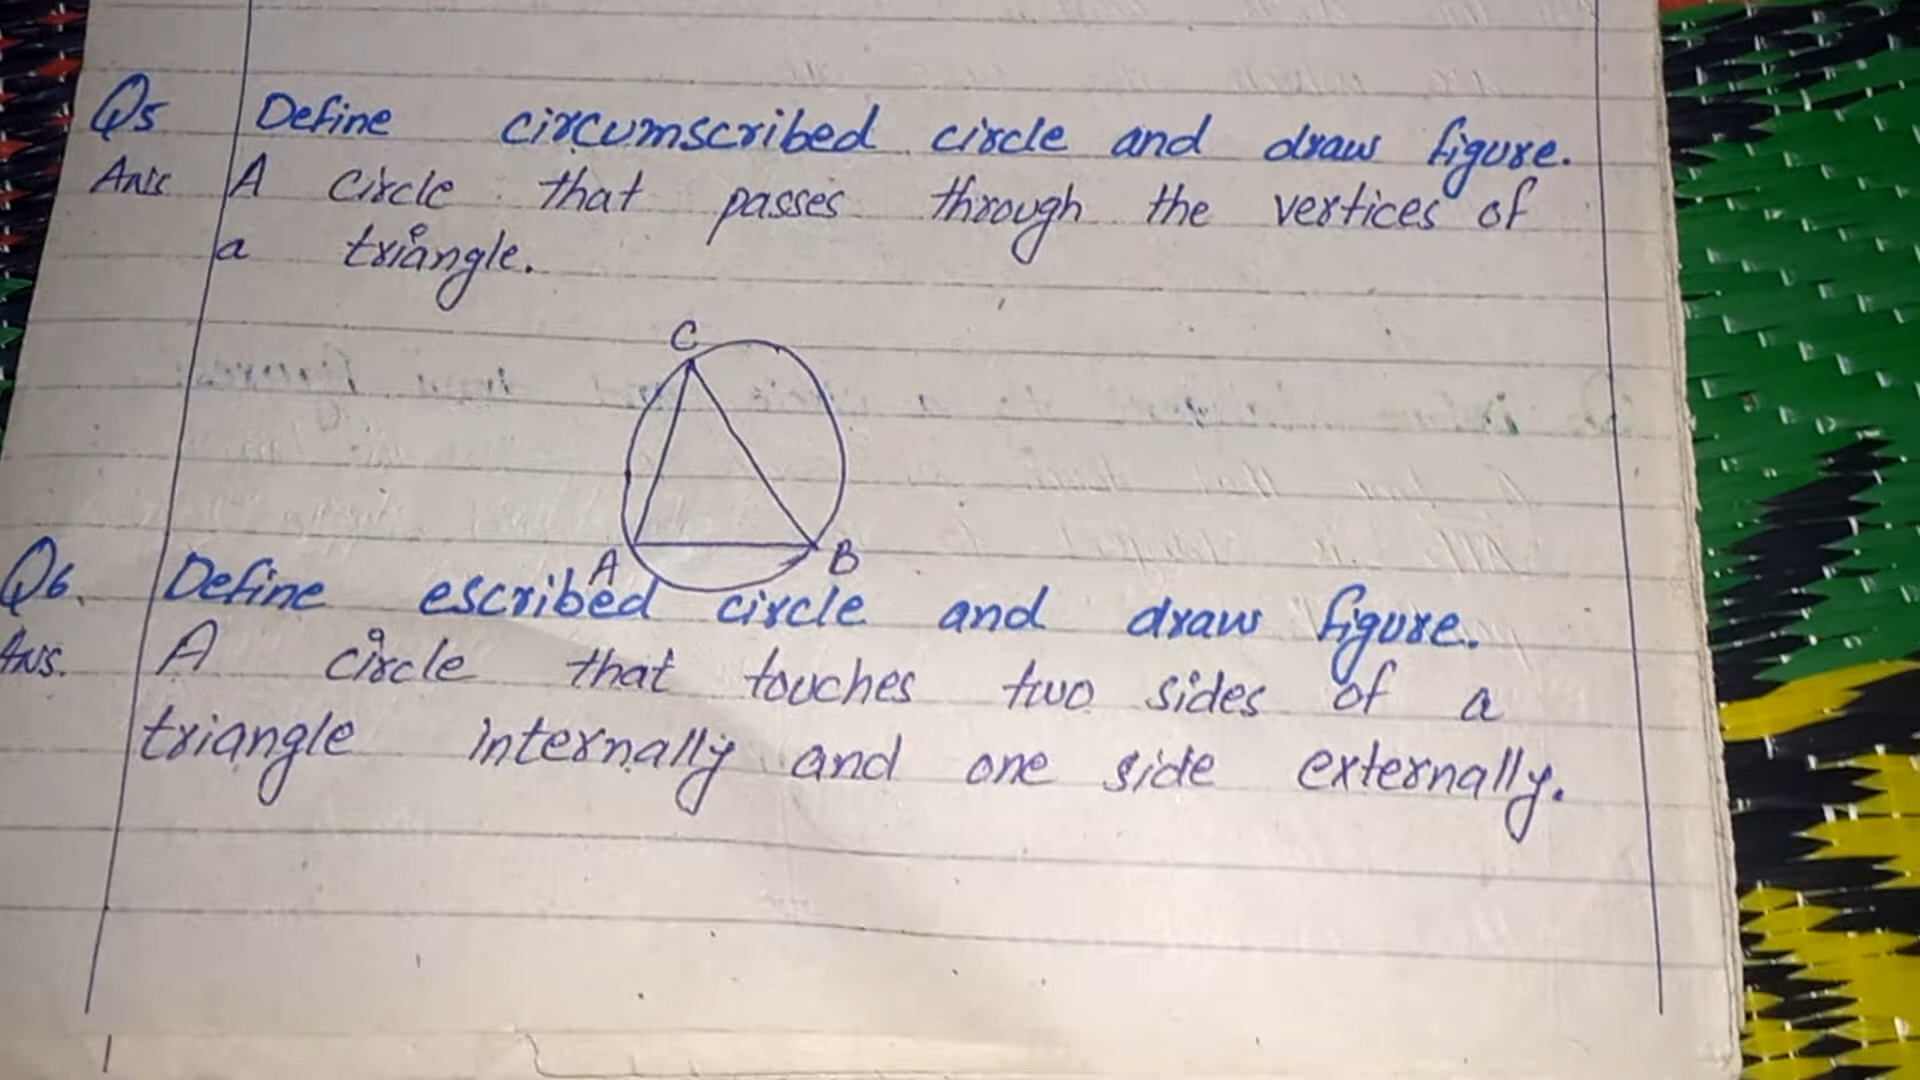 Q5 Define circumscribed circle and draw figure.
Ans A Circle that passes through the vertices of
a triangle.
C
A B
Q6. Define escribed circle and draw figure.
Ans. A circle that touches two sides of a
triangle internally and one side externally.